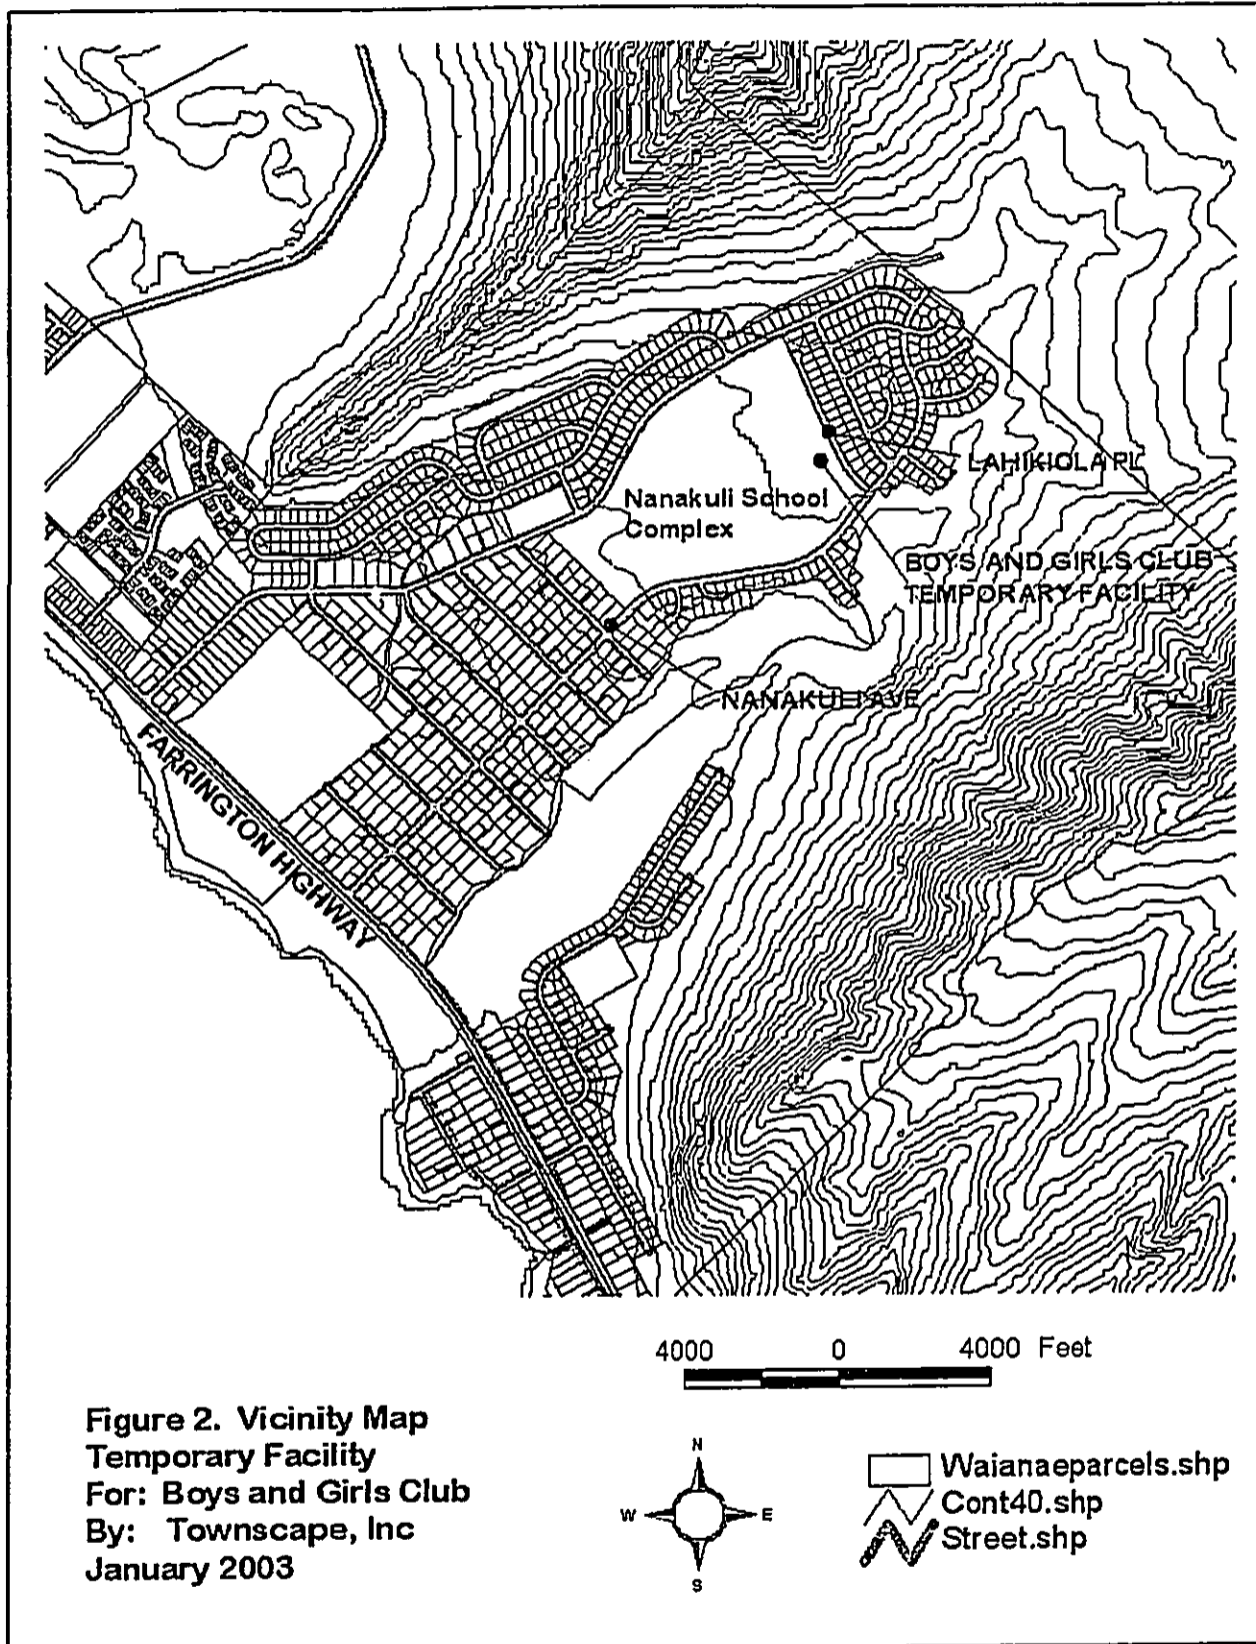 LAHIKIOLA PL
Nanakuli School
Complex
BOYS AND GIRLS CLUB
TEMPORARY FACILITY
NANAKULI AVE
FARRINGTON HIGHWAY
4000 0 4000 Feet
Figure 2. Vicinity Map
Temporary Facility
For: Boys and Girls Club
By: Townscape, Inc
January 2003
N
W E
S
Waianaeparcels.shp
Cont40.shp
Street.shp